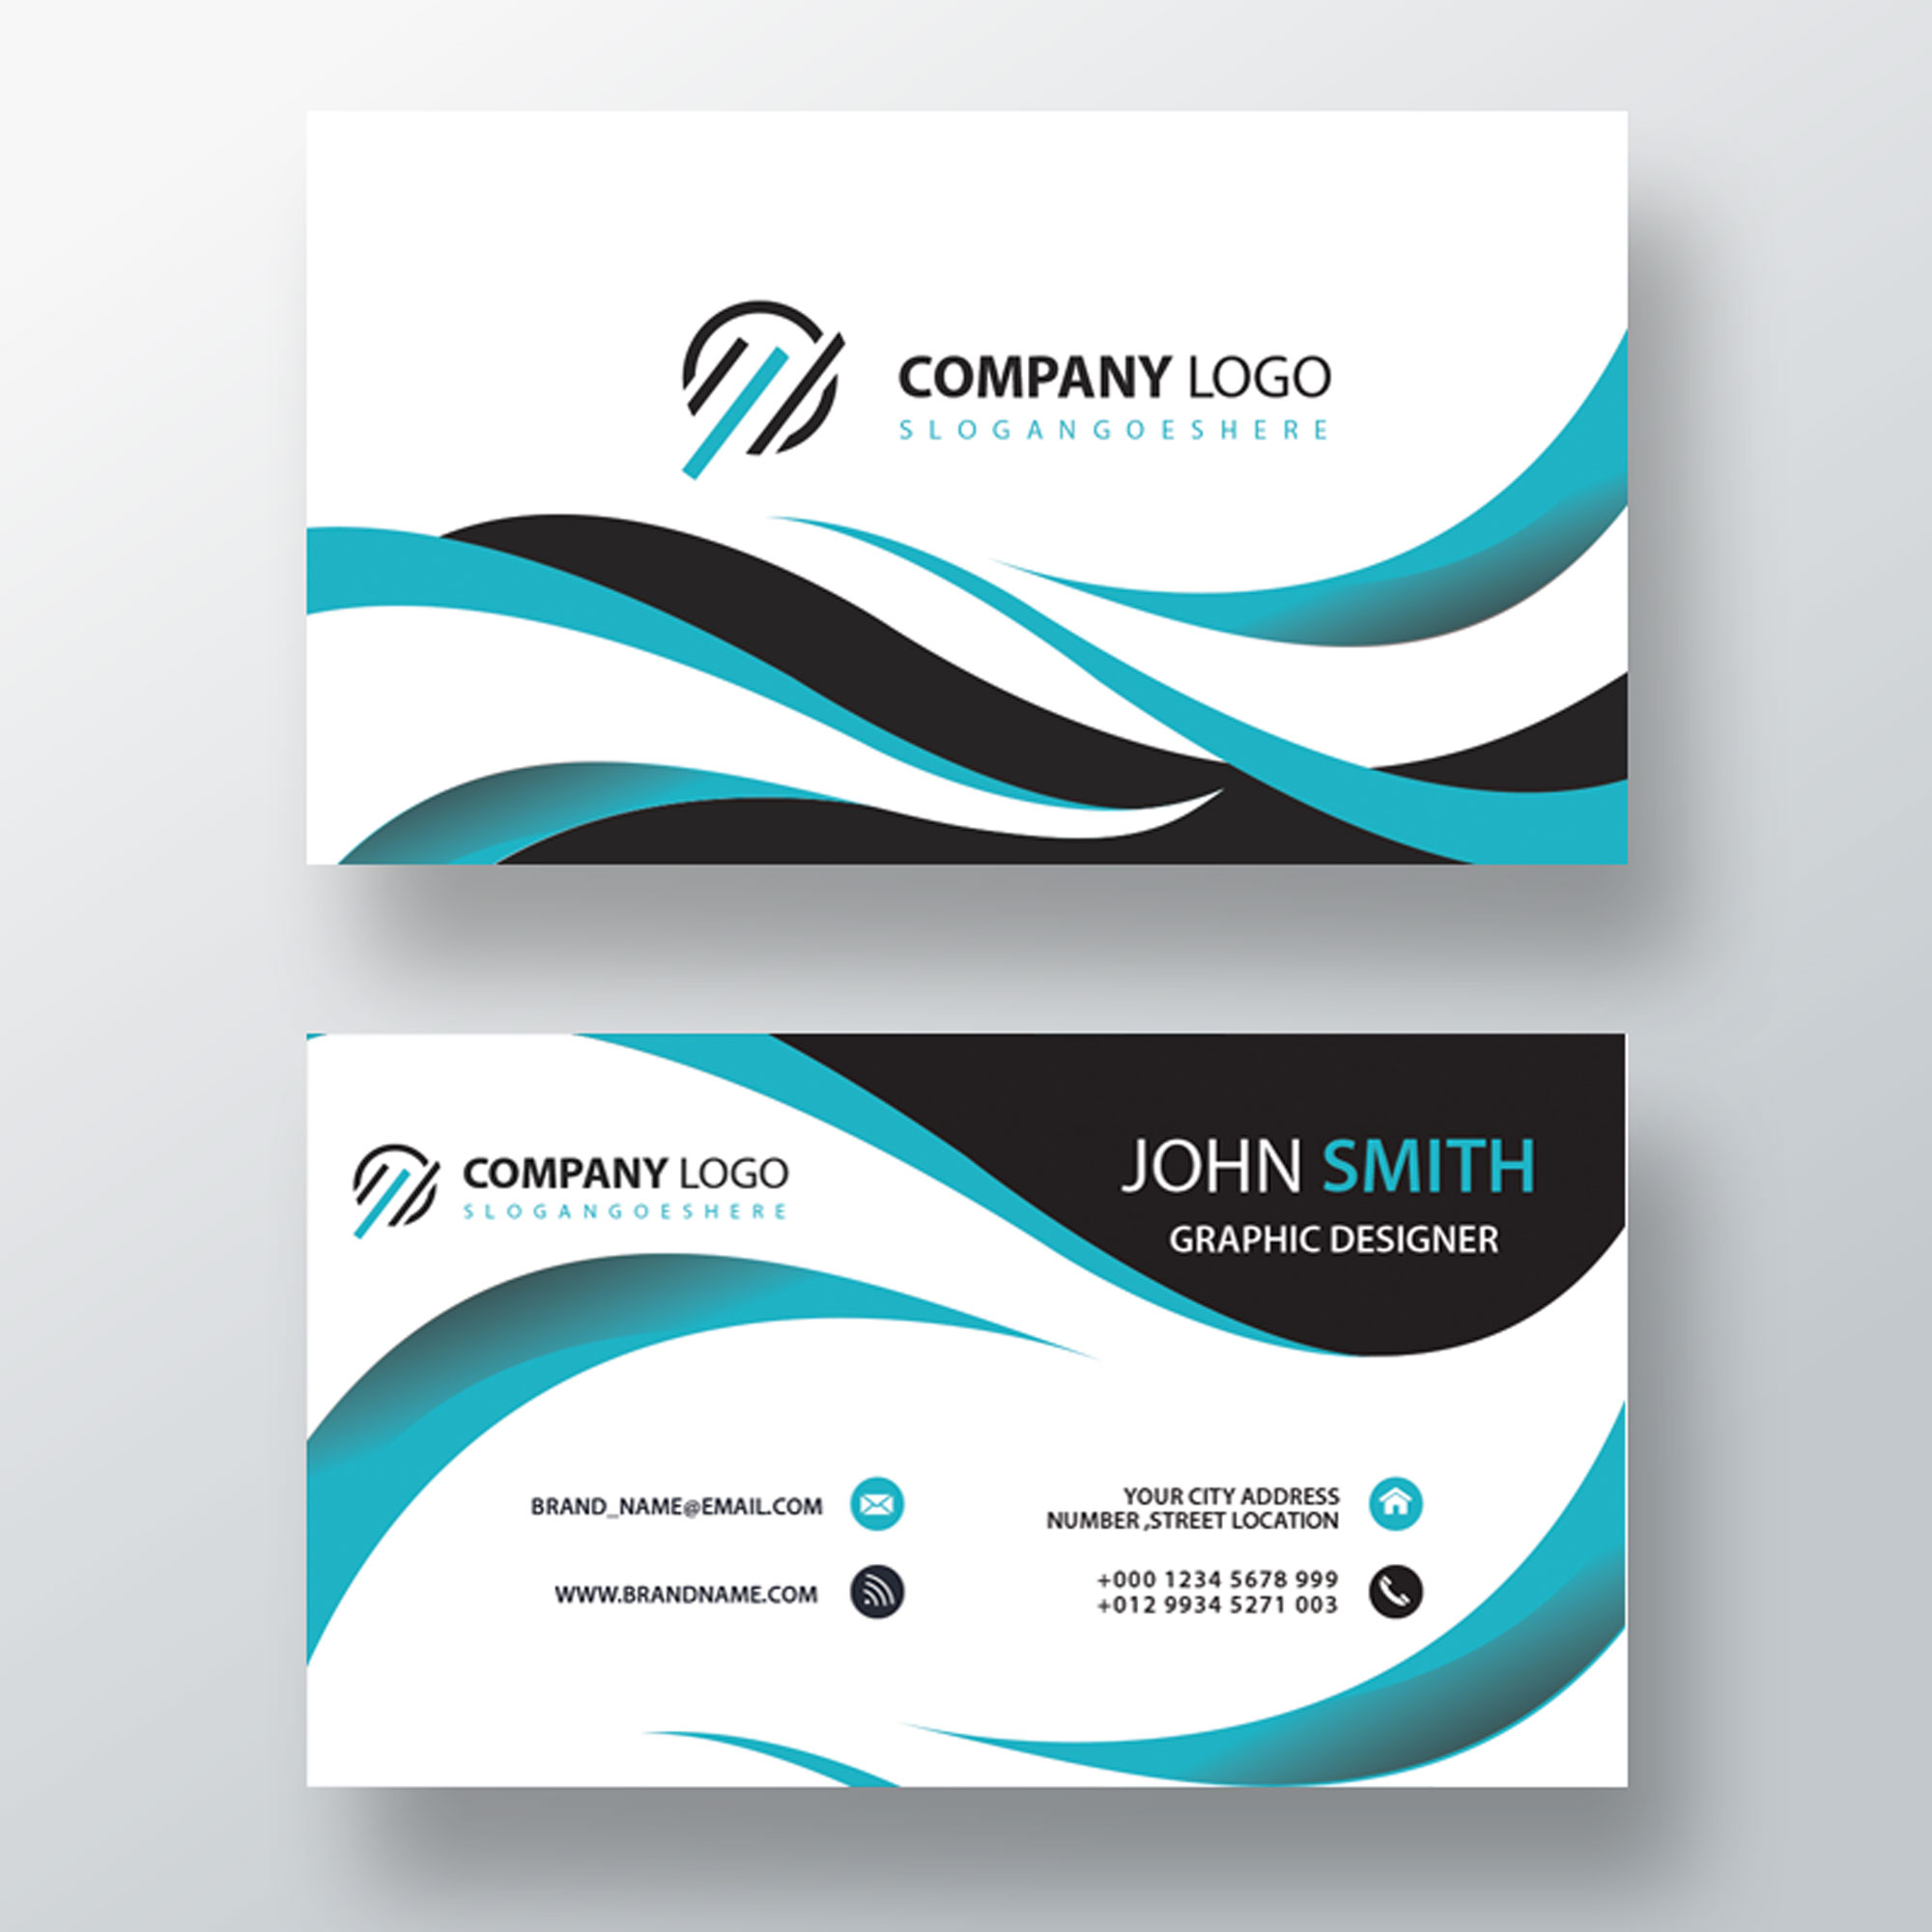 COMPANY LOGO
SLOGANGOESHERE
COMPANY LOGO
SLOGANGOESHERE
JOHN SMITH
GRAPHIC DESIGNER
BRAND_NAME@EMAIL.COM
WWW.BRANDNAME.COM
YOUR CITY ADDRESS
NUMBER ,STREET LOCATION
+000 1234 5678 999
+012 9934 5271 003